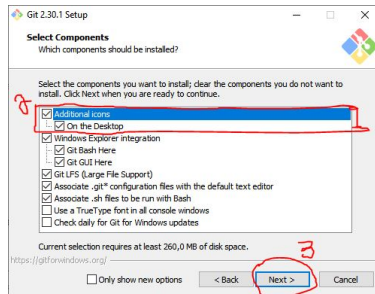 Git 2.30.1 Setup
Select Components
Which components should be installed?
Select the components you want to install; clear the components you do not want to
install. Click Next when you are ready to continue.
2
Additional icons
On the Desktop
Windows Explorer integration
Git Bash Here
Git GUI Here
Git LFS (Large File Support)
Associate .git* configuration files with the default text editor
Associate .sh files to be run with Bash
Use a TrueType font in all console windows
Check daily for Git for Windows updates
Current selection requires at least 260,0 MB of disk space.
3
https://gitforwindows.org/
Only show new options
< Back
Next >
Cancel